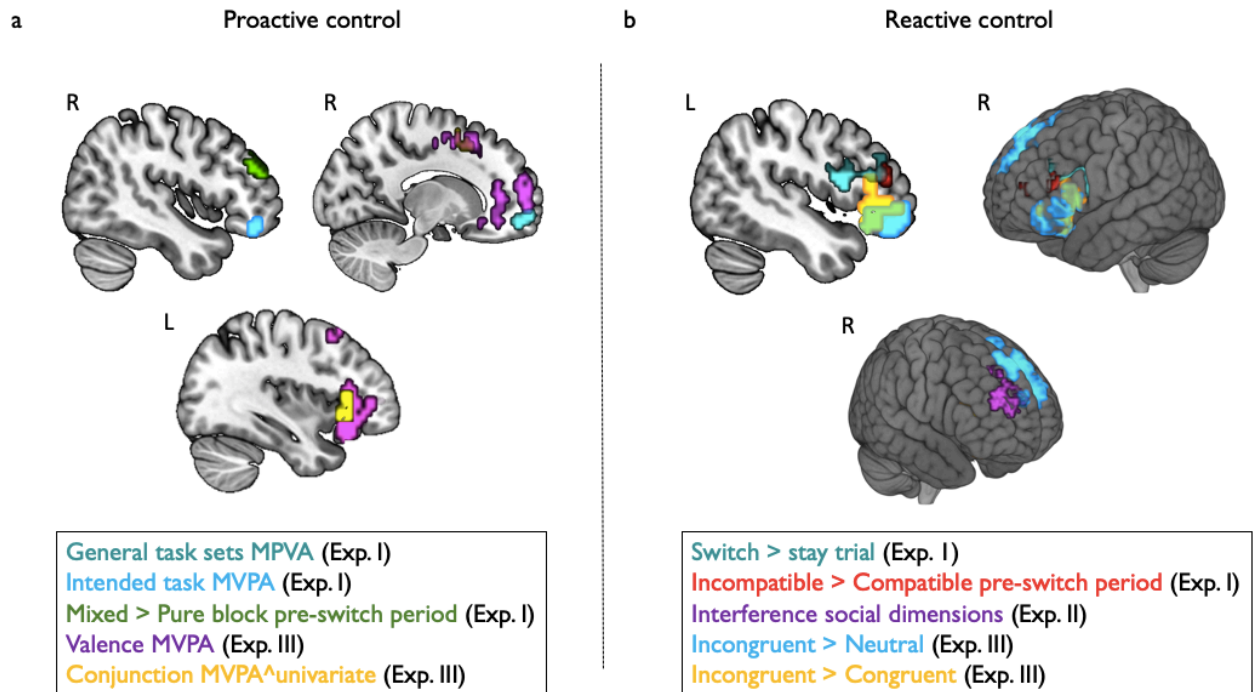 a
Proactive control
b
Reactive control
R
R
L
R
L
R
General task sets MPVA (Exp. I)
Intended task MVPA (Exp. I)
Mixed > Pure block pre-switch period (Exp. I)
Valence MVPA (Exp. III)
Conjunction MVPA^univariate (Exp. III)
Switch > stay trial (Exp. 1)
Incompatible > Compatible pre-switch period (Exp. I)
Interference social dimensions (Exp. II)
Incongruent > Neutral (Exp. III)
Incongruent > Congruent (Exp. III)